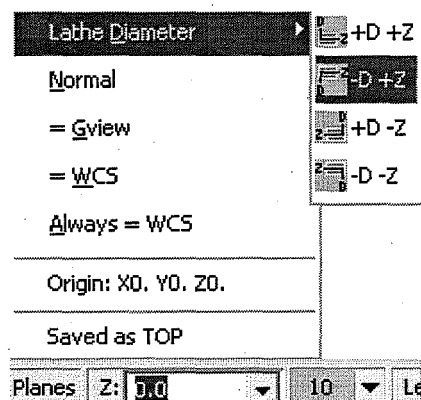 Lathe Diameter
+D +Z
Normal
-D +Z
= Gview
+D -Z
= WCS
-D -Z
Always = WCS
Origin: X0. Y0. Z0.
Saved as TOP
Planes Z: 0.0 10 Le